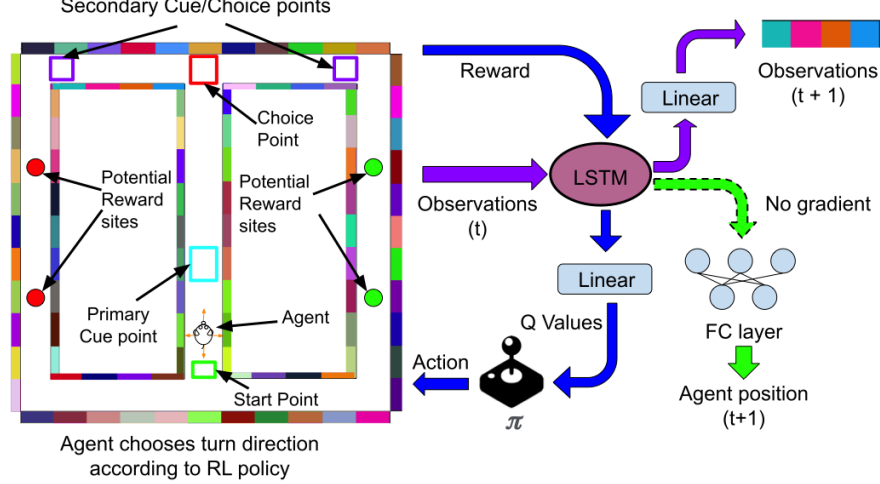 Secondary Cue/Choice points
Choice
Point
Potential
Reward
sites
Potential
Reward
sites
Primary
Cue point
Agent
Start Point
Agent chooses turn direction
according to RL policy
Reward
Observations
(t)
LSTM
Linear
Observations
(t + 1)
No gradient
Linear
Q Values
Action
π
FC layer
Agent position
(t+1)